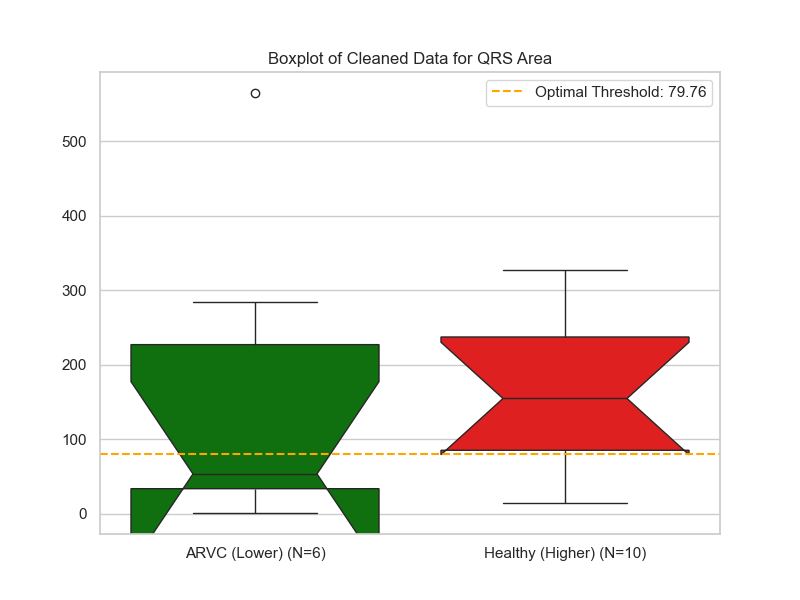 Boxplot of Cleaned Data for QRS Area
Optimal Threshold: 79.76
500
400
300
200
100
0
ARVC (Lower) (N=6)
Healthy (Higher) (N=10)